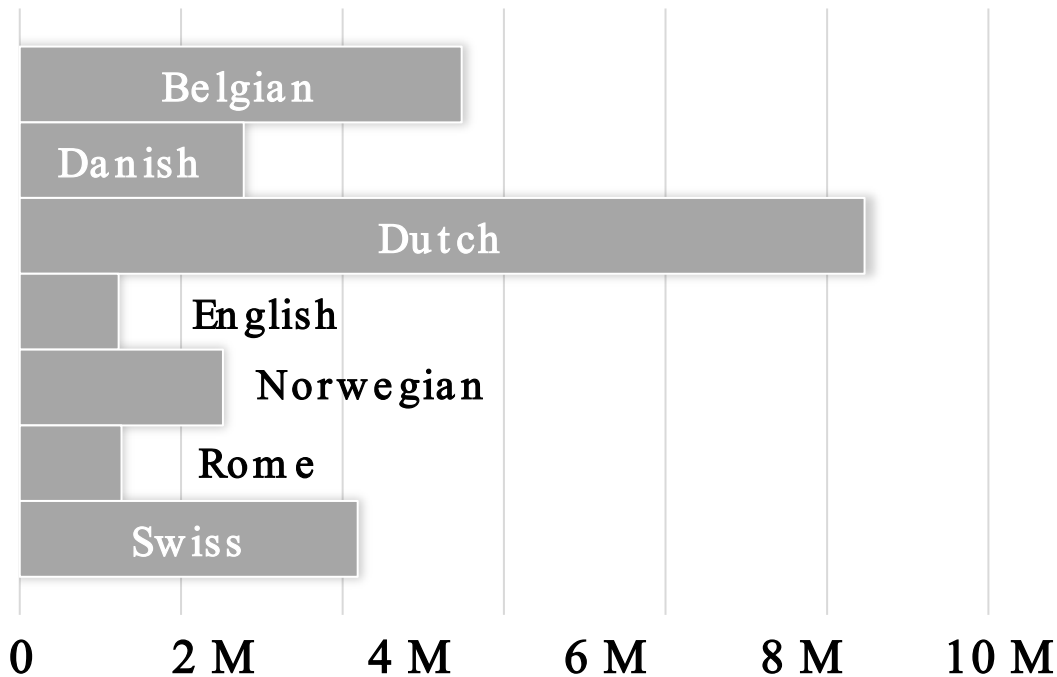 Belgian
Danish
Dutch
English
Norwegian
Rome
Swiss
0 2 M 4 M 6 M 8 M 10 M